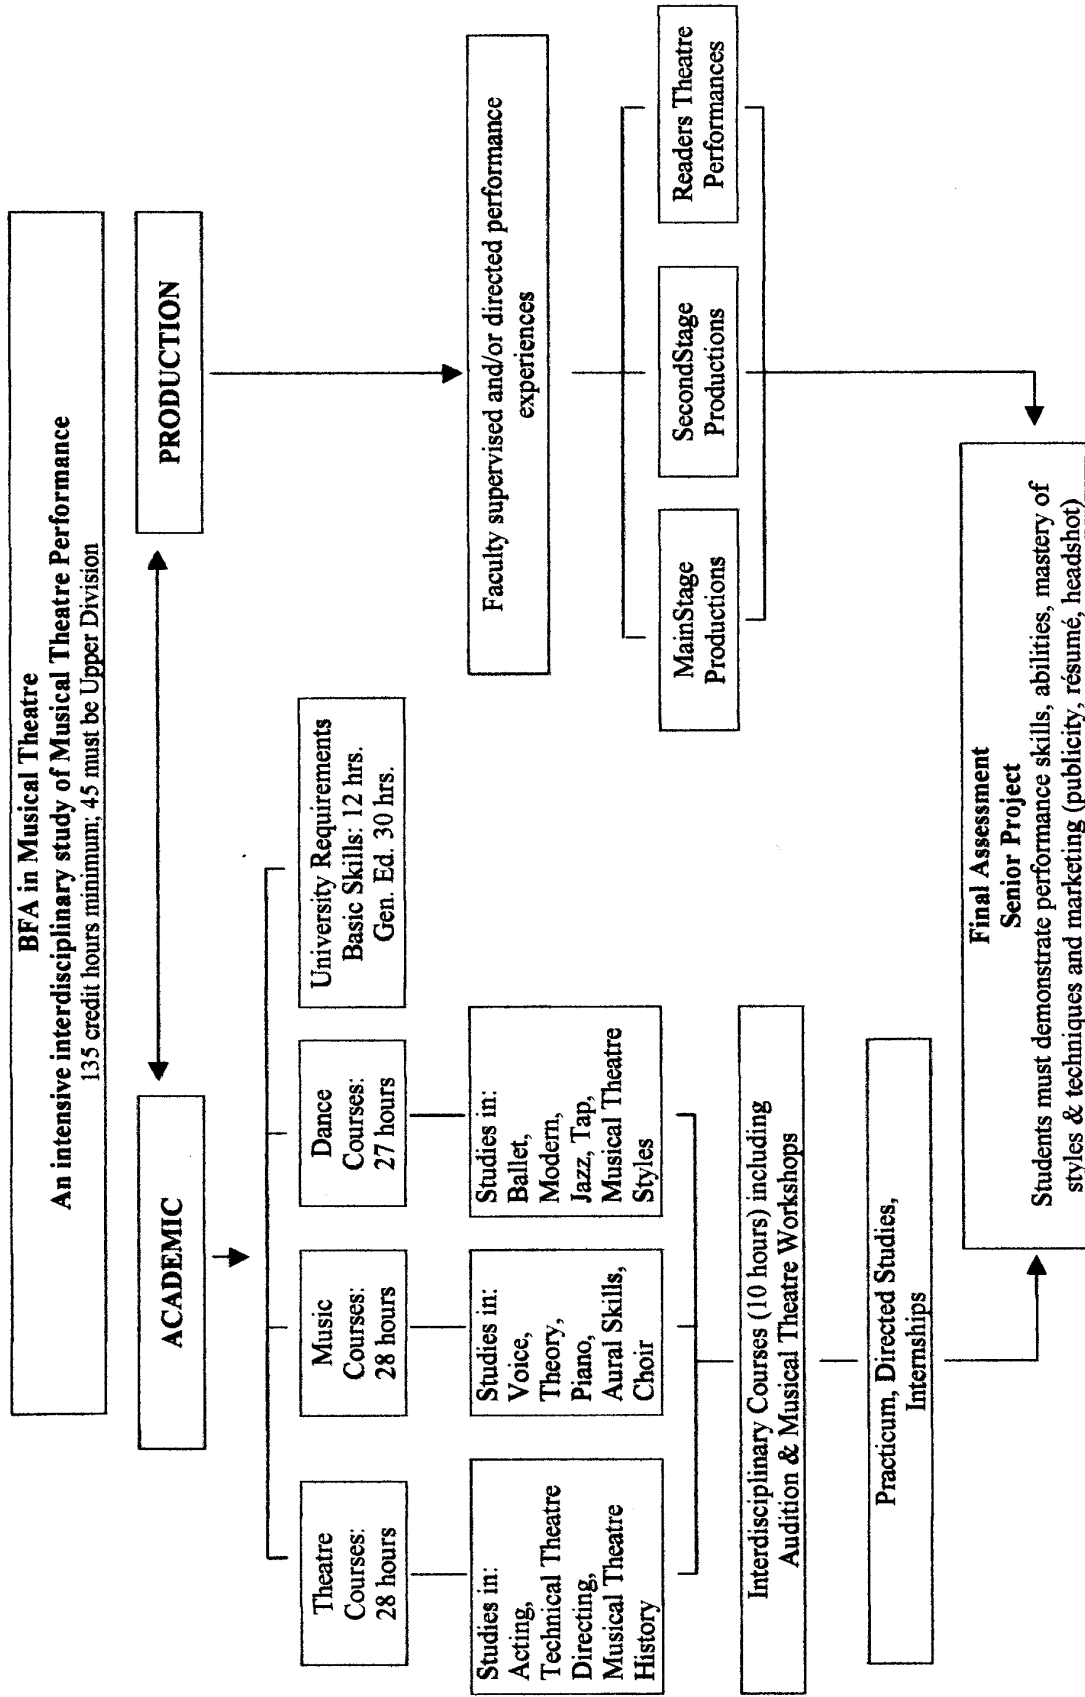 BFA in Musical Theatre
An intensive interdisciplinary study of Musical Theatre Performance
135 credit hours minimum; 45 must be Upper Division
ACADEMIC
PRODUCTION
Theatre
Courses:
28 hours
Music
Courses:
28 hours
Dance
Courses:
27 hours
University Requirements
Basic Skills: 12 hrs.
Gen. Ed. 30 hrs.
Studies in:
Acting,
Technical Theatre
Directing,
Musical Theatre
History
Studies in:
Voice,
Theory,
Piano,
Aural Skills,
Choir
Studies in:
Ballet,
Modern,
Jazz, Tap,
Musical Theatre
Styles
Interdisciplinary Courses (10 hours) including
Audition & Musical Theatre Workshops
Practicum, Directed Studies,
Internships
Faculty supervised and/or directed performance
experiences
MainStage
Productions
SecondStage
Productions
Readers Theatre
Performances
Final Assessment
Senior Project
Students must demonstrate performance skills, abilities, mastery of
styles & techniques and marketing (publicity, résumé, headshot)